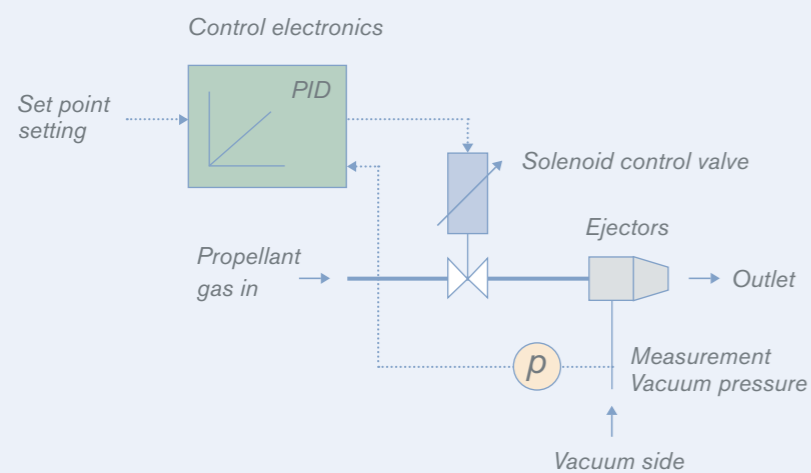 Control electronics
PID
Set point
setting
Solenoid control valve
Ejectors
Propellant
gas in
Outlet
p
Measurement
Vacuum pressure
Vacuum side